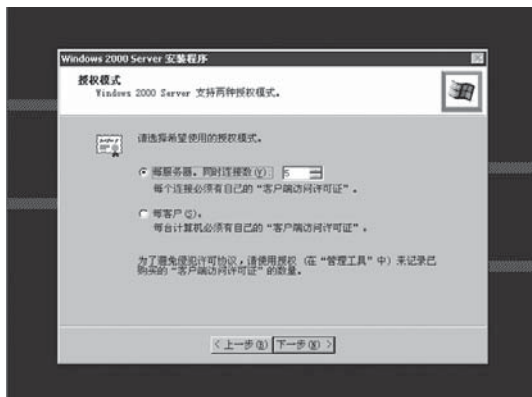 Windows 2000 Server 安装程序
授权模式
Windows 2000 Server 支持两种授权模式。
请选择希望使用的授权模式。
每服务器。同时连接数(Y): 5
每个连接必须有自己的“客户端访问许可证”。
每客户(C)。
每台计算机必须有自己的“客户端访问许可证”。
为了避免侵犯许可协议，请使用授权（在“管理工具”中）来记录已
购买的“客户端访问许可证”的数量。
<上一步(B) 下一步(N)>